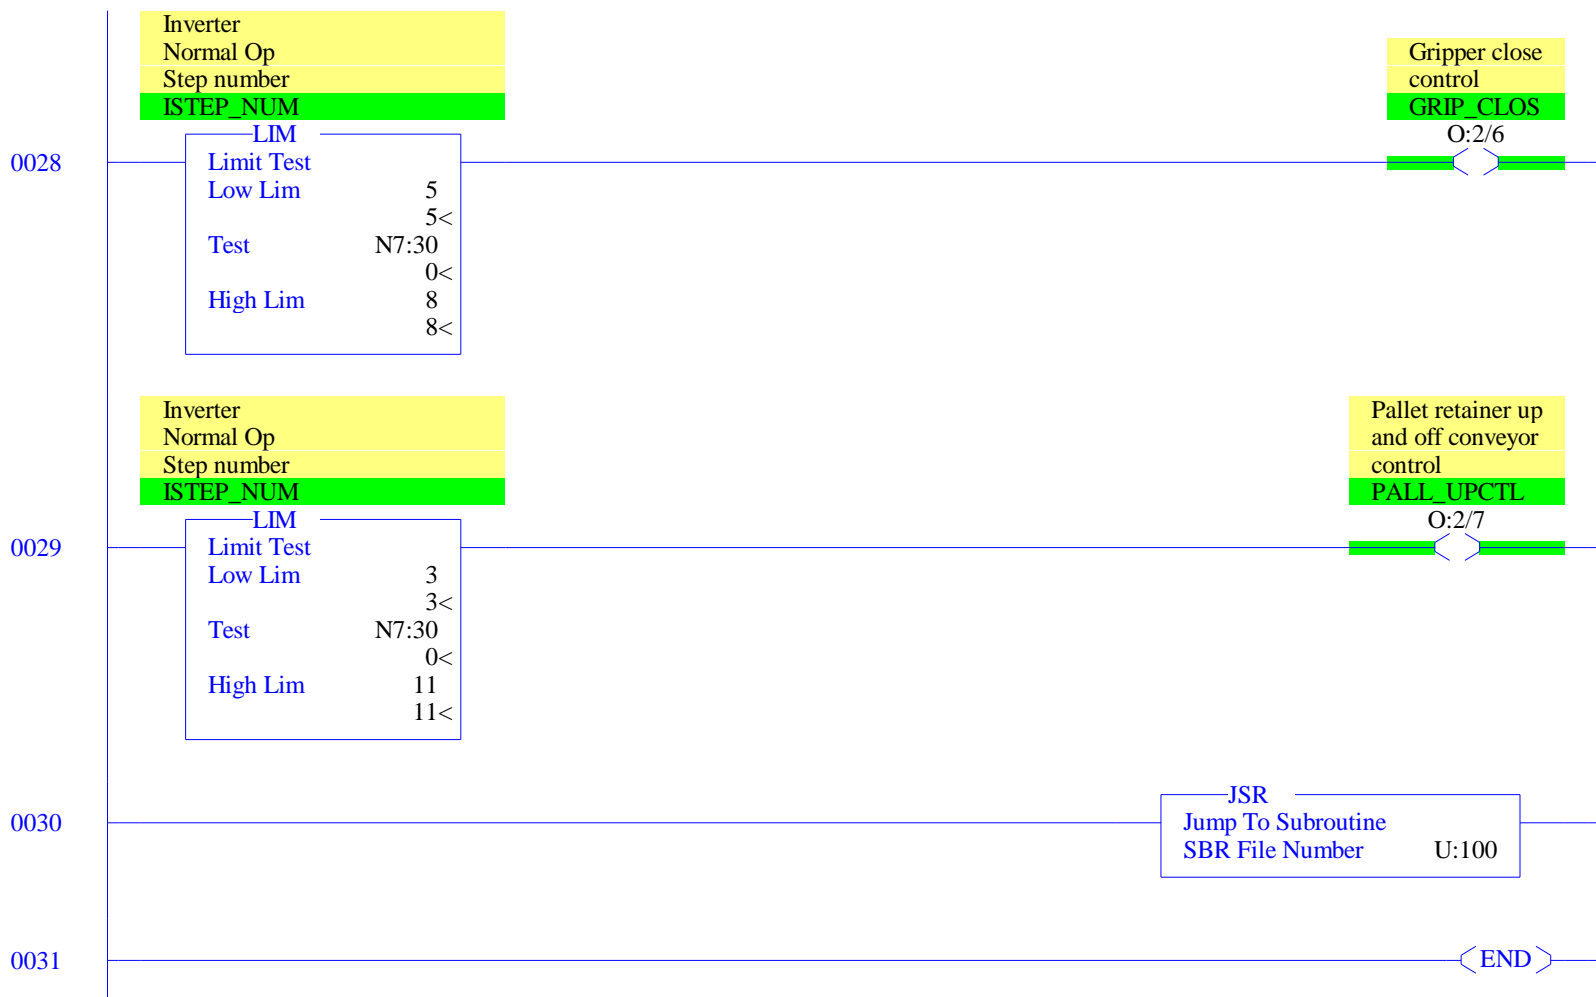 Inverter
Normal Op
Step number
ISTEP_NUM
Gripper close
control
GRIP_CLOS
O:2/6
0028
LIM
Limit Test
Low Lim 5
5<
Test N7:30
0<
High Lim 8
8<
Inverter
Normal Op
Step number
ISTEP_NUM
Pallet retainer up
and off conveyor
control
PALL_UPCTL
O:2/7
0029
LIM
Limit Test
Low Lim 3
3<
Test N7:30
0<
High Lim 11
11<
0030
JSR
Jump To Subroutine
SBR File Number U:100
0031
END